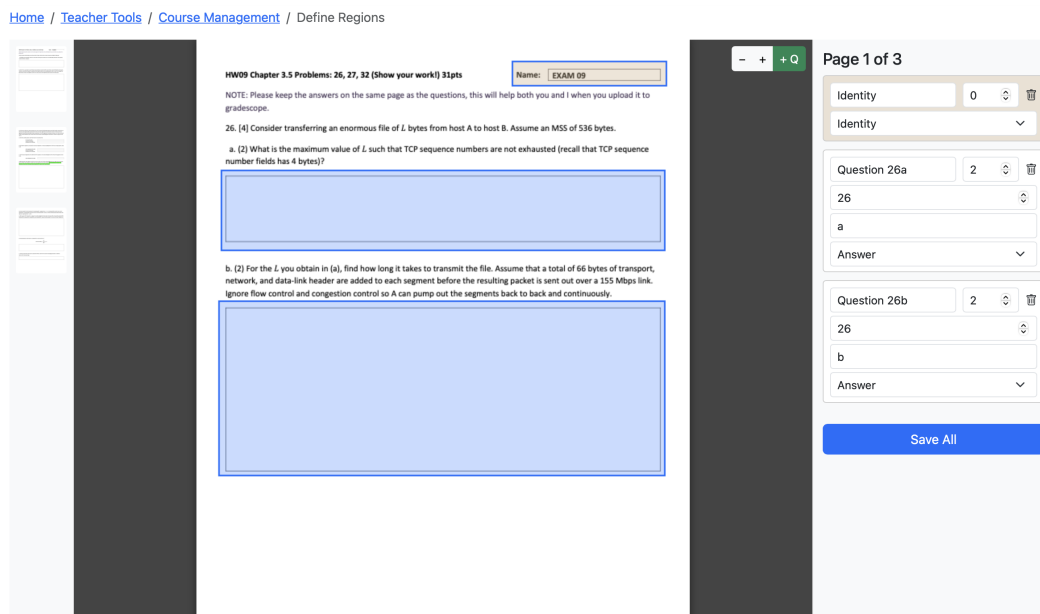 Home / Teacher Tools / Course Management / Define Regions
HW09 Chapter 3.5 Problems: 26, 27, 32 (Show your work!) 31pts
Name: EXAM 09
NOTE: Please keep the answers on the same page as the questions, this will help both you and I when you upload it to
gradescope.
26. [4] Consider transferring an enormous file of L bytes from host A to host B. Assume an MSS of 536 bytes.
a. (2) What is the maximum value of L such that TCP sequence numbers are not exhausted (recall that TCP sequence
number fields has 4 bytes)?
b. (2) For the L you obtain in (a), find how long it takes to transmit the file. Assume that a total of 66 bytes of transport,
network, and data-link header are added to each segment before the resulting packet is sent out over a 155 Mbps link.
Ignore flow control and congestion control so A can pump out the segments back to back and continuously.
- + + Q
Page 1 of 3
Identity 0
Identity
Question 26a 2
26
a
Answer
Question 26b 2
26
b
Answer
Save All